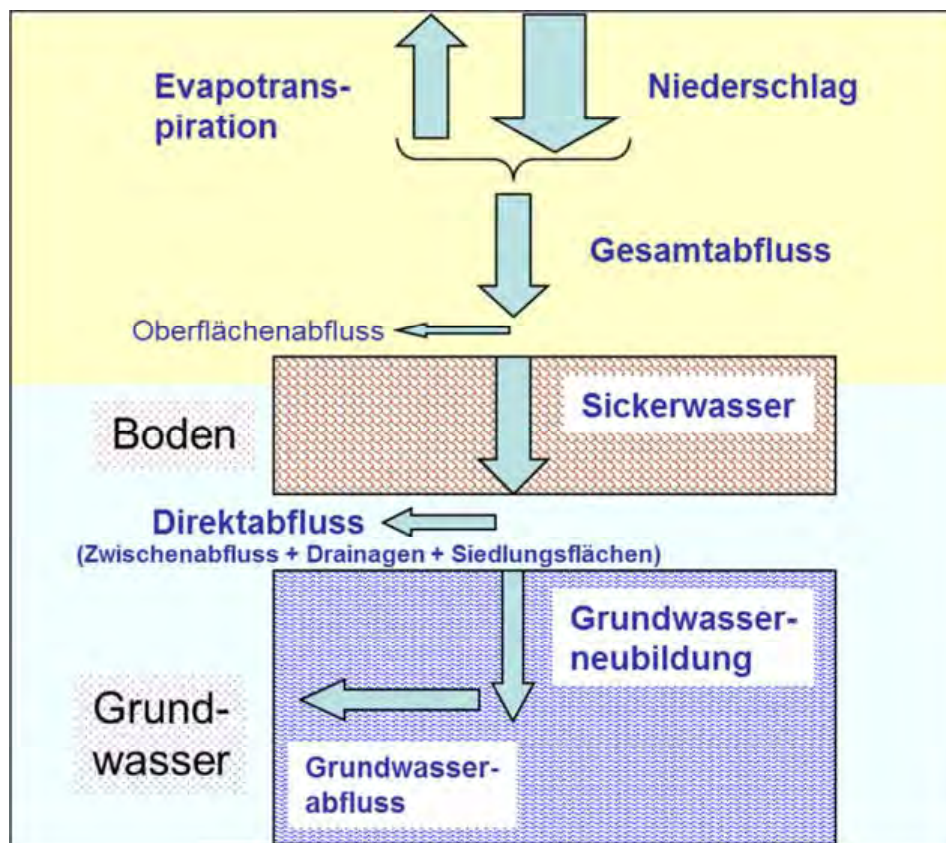 Evapotrans-
piration
Niederschlag
Gesamtabfluss
Oberflächenabfluss
Sickerwasser
Boden
Direktabfluss
(Zwischenabfluss + Drainagen + Siedlungsflächen)
Grundwasser-
neubildung
Grund-
wasser
Grundwasser-
abfluss